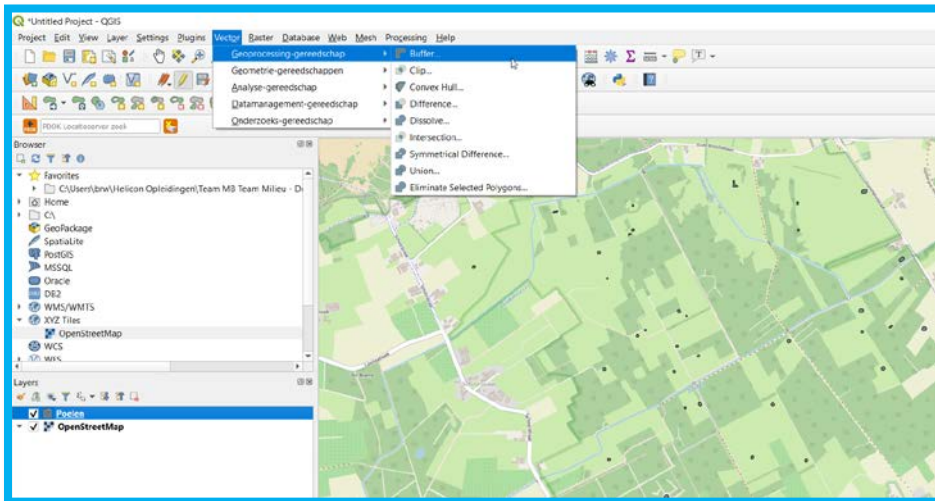 *Untitled Project - QGIS
Project Edit View Layer Settings Plugins Vector Raster Database Web Mesh Processing Help
Geoprocessing-gereedschap
Geometrie-gereedschappen
Analyse-gereedschap
Datamanagement-gereedschap
Onderzoeks-gereedschap
Buffer...
Clip...
Convex Hull...
Difference...
Dissolve...
Intersection...
Symmetrical Difference...
Union...
Eliminate Selected Polygons...
PDOK Locatieserver zoek
Browser
Favorites
C:\Users\brw\Helicon Opleidingen\Team MB Team Milieu - D
Home
C:\
GeoPackage
SpatiaLite
PostGIS
MSSQL
Oracle
DB2
WMS/WMTS
XYZ Tiles
OpenStreetMap
WCS
WFS
Layers
Poelen
OpenStreetMap